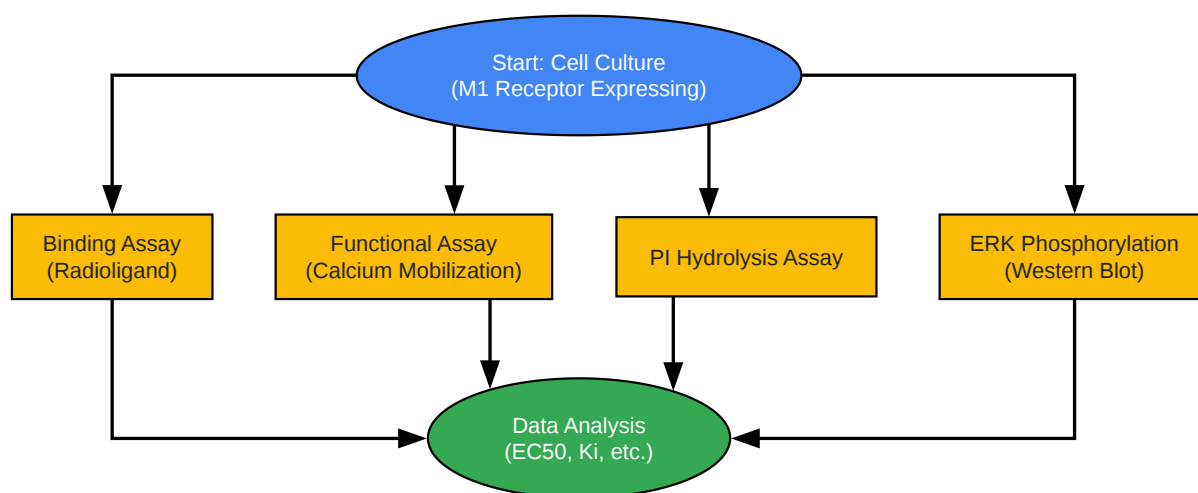 Start: Cell Culture
(M1 Receptor Expressing)
Binding Assay
(Radioligand)
Functional Assay
(Calcium Mobilization)
PI Hydrolysis Assay
ERK Phosphorylation
(Western Blot)
Data Analysis
(EC50, Ki, etc.)